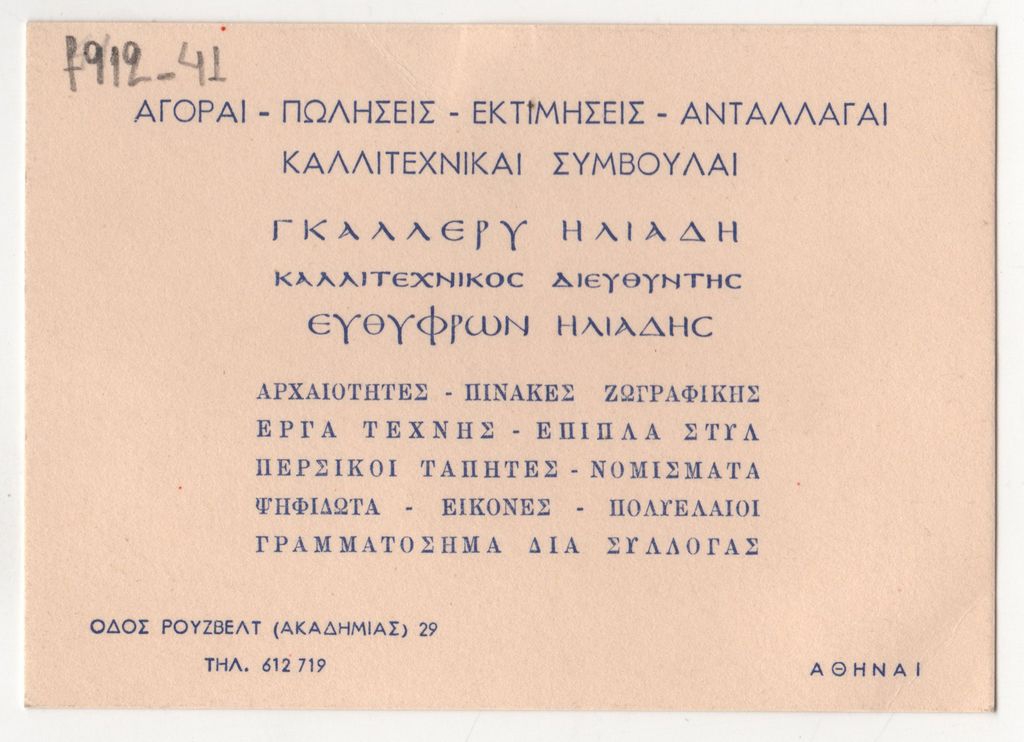 7912-41
ΑΓΟΡΑΙ - ΠΩΛΗΣΕΙΣ - ΕΚΤΙΜΗΣΕΙΣ - ΑΝΤΑΛΛΑΓΑΙ
ΚΑΛΛΙΤΕΧΝΙΚΑΙ ΣΥΜΒΟΥΛΑΙ
ΓΚΑΛΛΕΡΥ ΗΛΙΑΔΗ
ΚΑΛΛΙΤΕΧΝΙΚΟΣ ΔΙΕΥΘΥΝΤΗΣ
ΕΥΘΥΦΡΩΝ ΗΛΙΑΔΗΣ
ΑΡΧΑΙΟΤΗΤΕΣ - ΠΙΝΑΚΕΣ ΖΩΓΡΑΦΙΚΗΣ
ΕΡΓΑ ΤΕΧΝΗΣ - ΕΠΙΠΛΑ ΣΤΥΛ
ΠΕΡΣΙΚΟΙ ΤΑΠΗΤΕΣ - ΝΟΜΙΣΜΑΤΑ
ΨΗΦΙΔΩΤΑ - ΕΙΚΟΝΕΣ - ΠΟΛΥΕΛΑΙΟΙ
ΓΡΑΜΜΑΤΟΣΗΜΑ ΔΙΑ ΣΥΛΛΟΓΑΣ
ΟΔΟΣ ΡΟΥΖΒΕΛΤ (ΑΚΑΔΗΜΙΑΣ) 29
ΤΗΛ. 612 719
ΑΘΗΝΑΙ